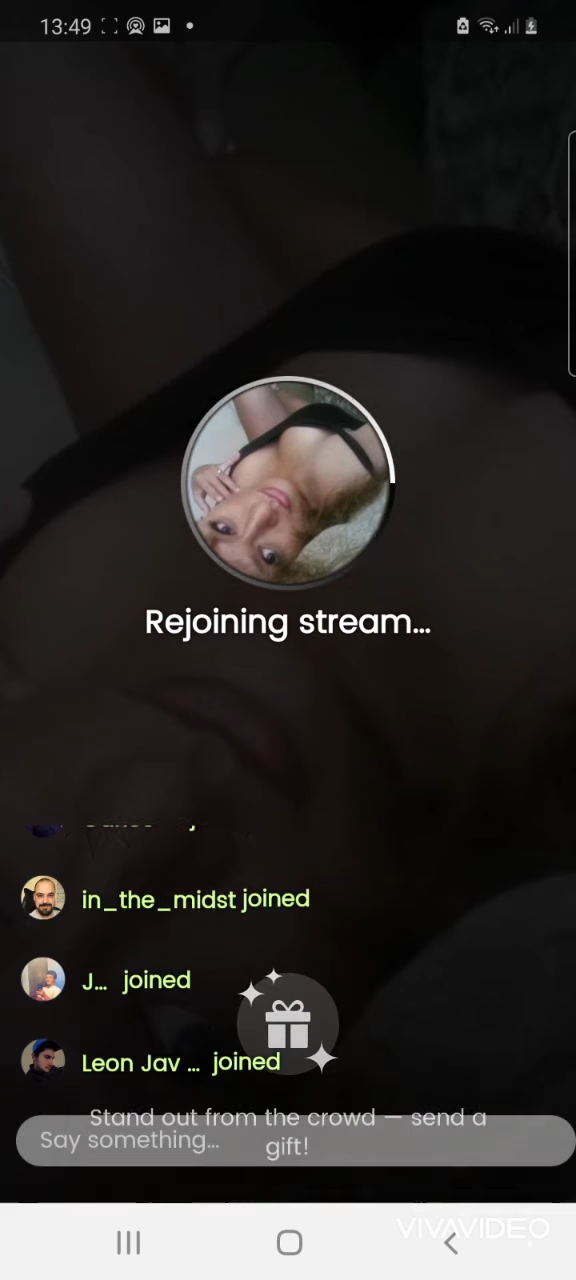 13:49
Rejoining stream...
in_the_midst joined
J... joined
Leon Jav ... joined
Stand out from the crowd — send a
Say something...
gift!
VIVAVIDEO